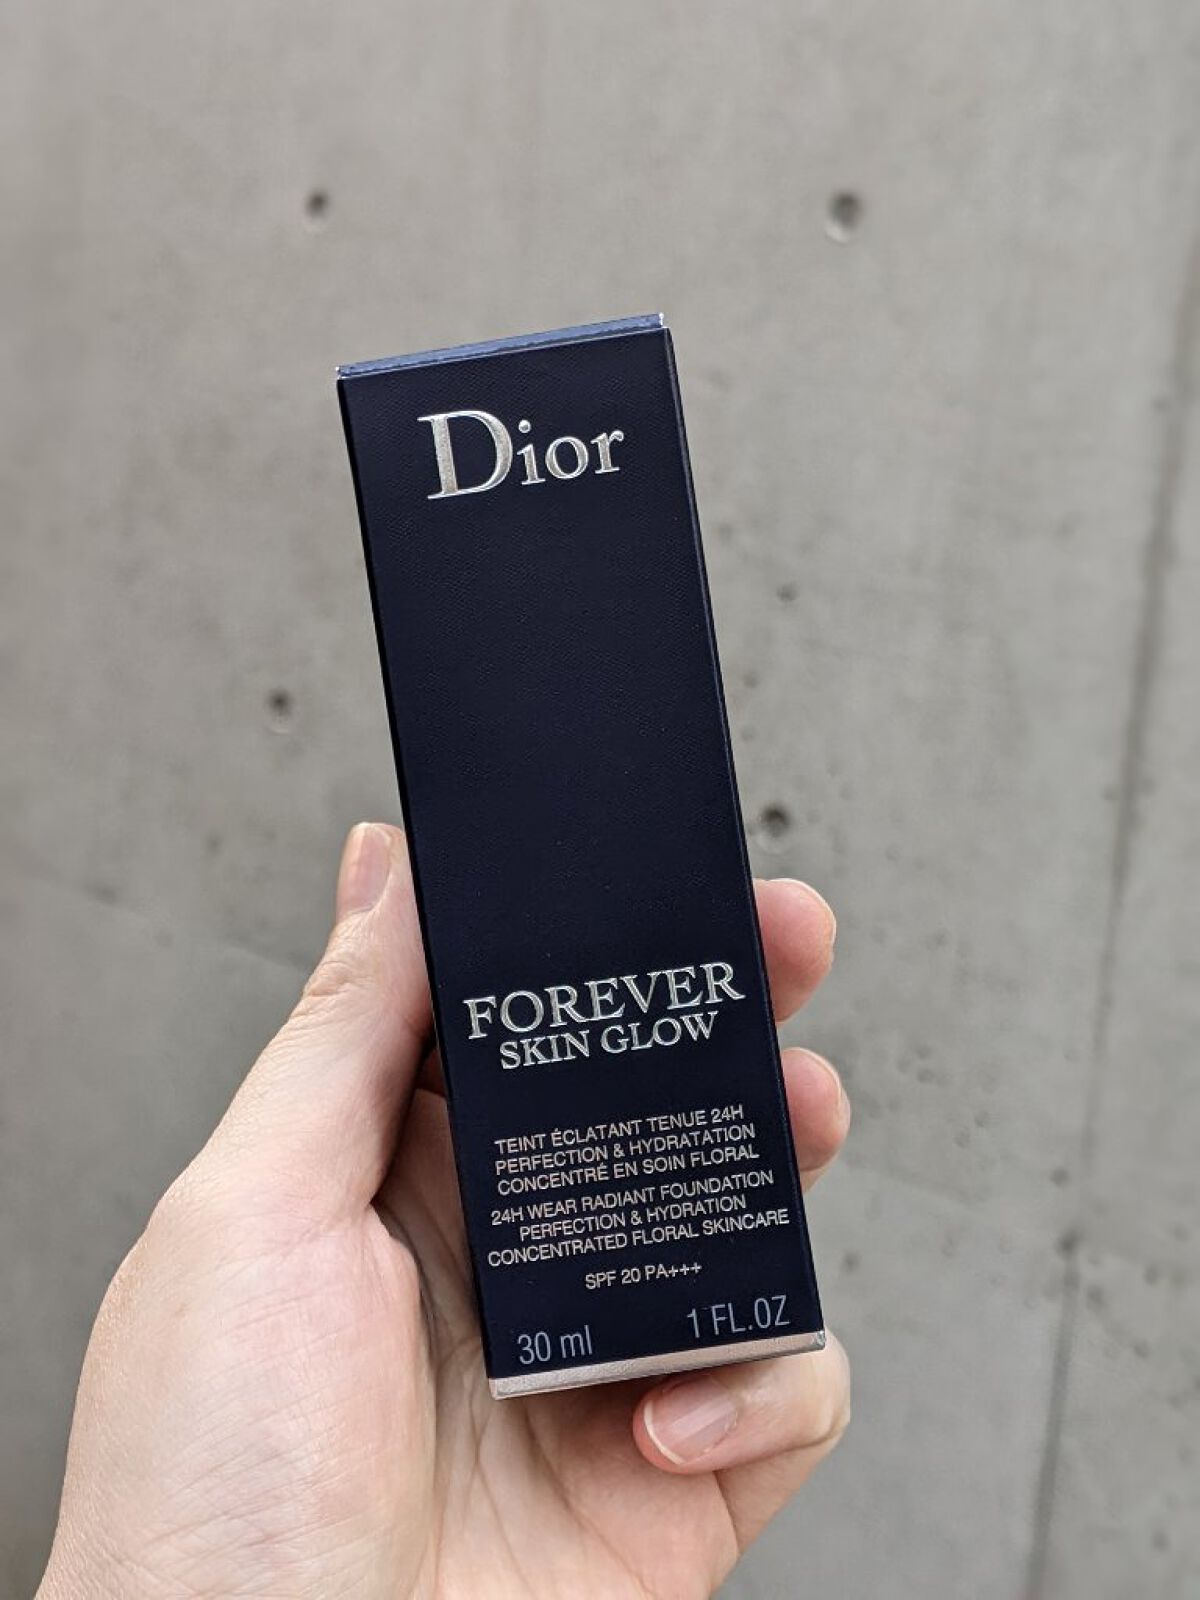 Dior
FOREVER
SKIN GLOW
TEINT ÉCLATANT TENUE 24H
PERFECTION & HYDRATATION
CONCENTRÉ EN SOIN FLORAL
24H WEAR RADIANT FOUNDATION
PERFECTION & HYDRATION
CONCENTRATED FLORAL SKINCARE
SPF 20 PA+++
30 ml 1 FL.OZ